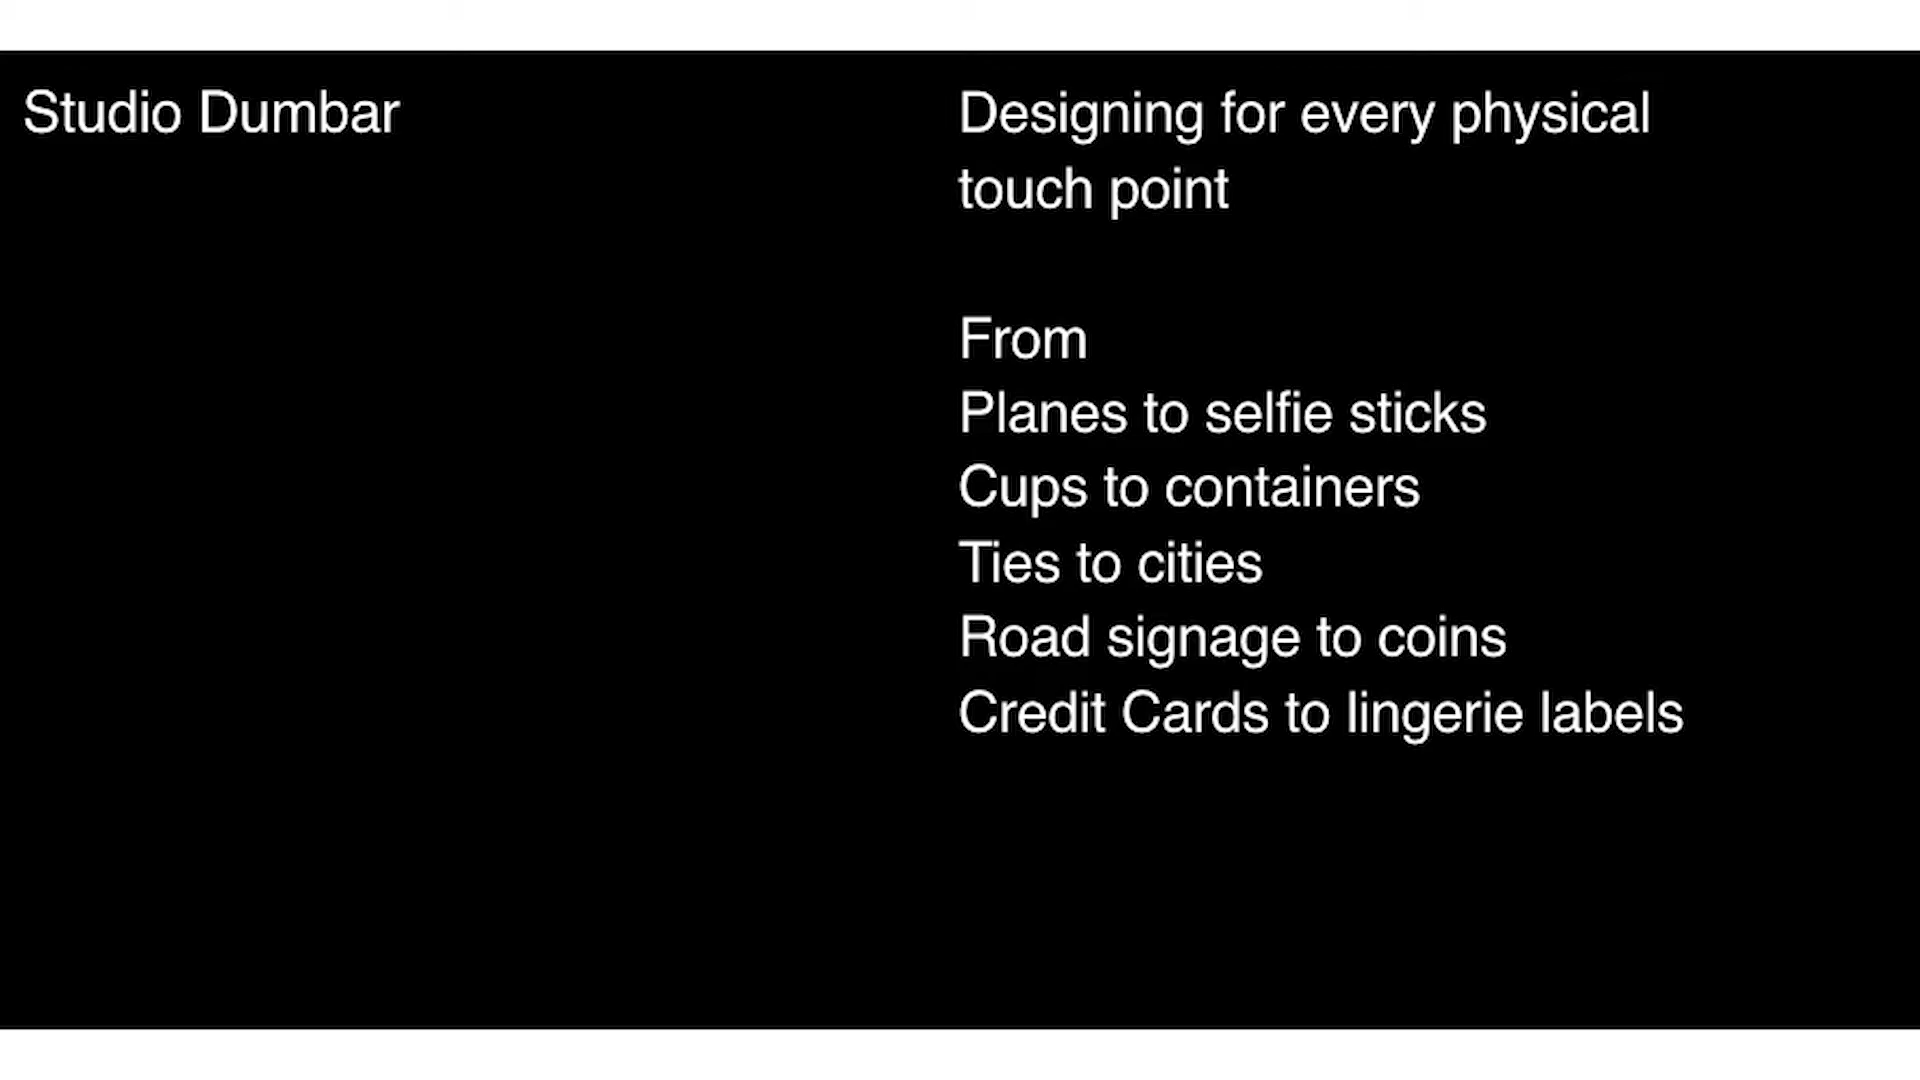 Studio Dumbar
Designing for every physical
touch point
From
Planes to selfie sticks
Cups to containers
Ties to cities
Road signage to coins
Credit Cards to lingerie labels